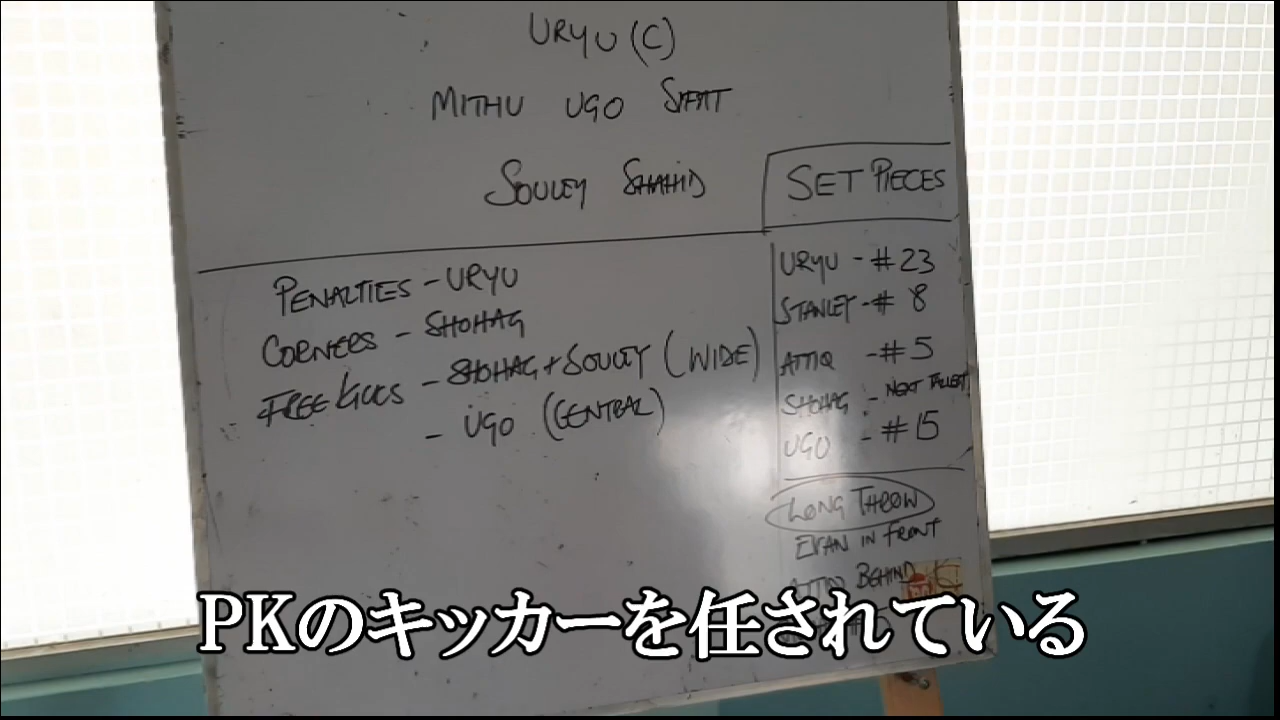 URYU (C)
MITHU UGO SIFAT
SOULEY SHAHID
SET PIECES
PENALTIES - URYU
CORNERS - SHOHAG
FREE KICKS - SHOHAG + SOULEY (WIDE)
- UGO (CENTRAL)
URYU - #23
STANLEY - # 8
ATTIQ - #5
SHOHAG - NEXT TALLEST
UGO - #15
LONG THROW
EVAN IN FRONT
ATTIQ BEHIND
PKのキッカーを任されている